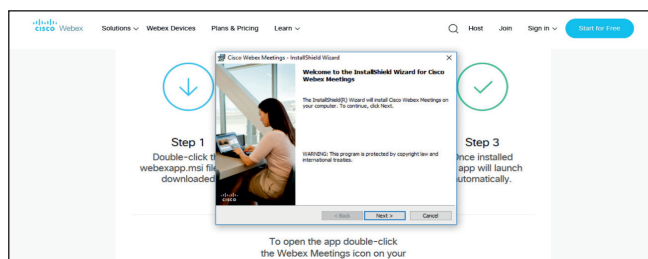 CISCO Webex Solutions Webex Devices Plans & Pricing Learn Host Join Sign in Start for Free
Cisco Webex Meetings - InstallShield Wizard
Welcome to the InstallShield Wizard for Cisco
Webex Meetings
The InstallShield(R) Wizard will install Cisco Webex Meetings on
your computer. To continue, click Next.
WARNING: This program is protected by copyright law and
international treaties.
CISCO
< Back Next > Cancel
Step 1
Double-click
webexapp.msi
downloaded
Step 3
Once installed
app will launch
automatically.
To open the app double-click
the Webex Meetings icon on your